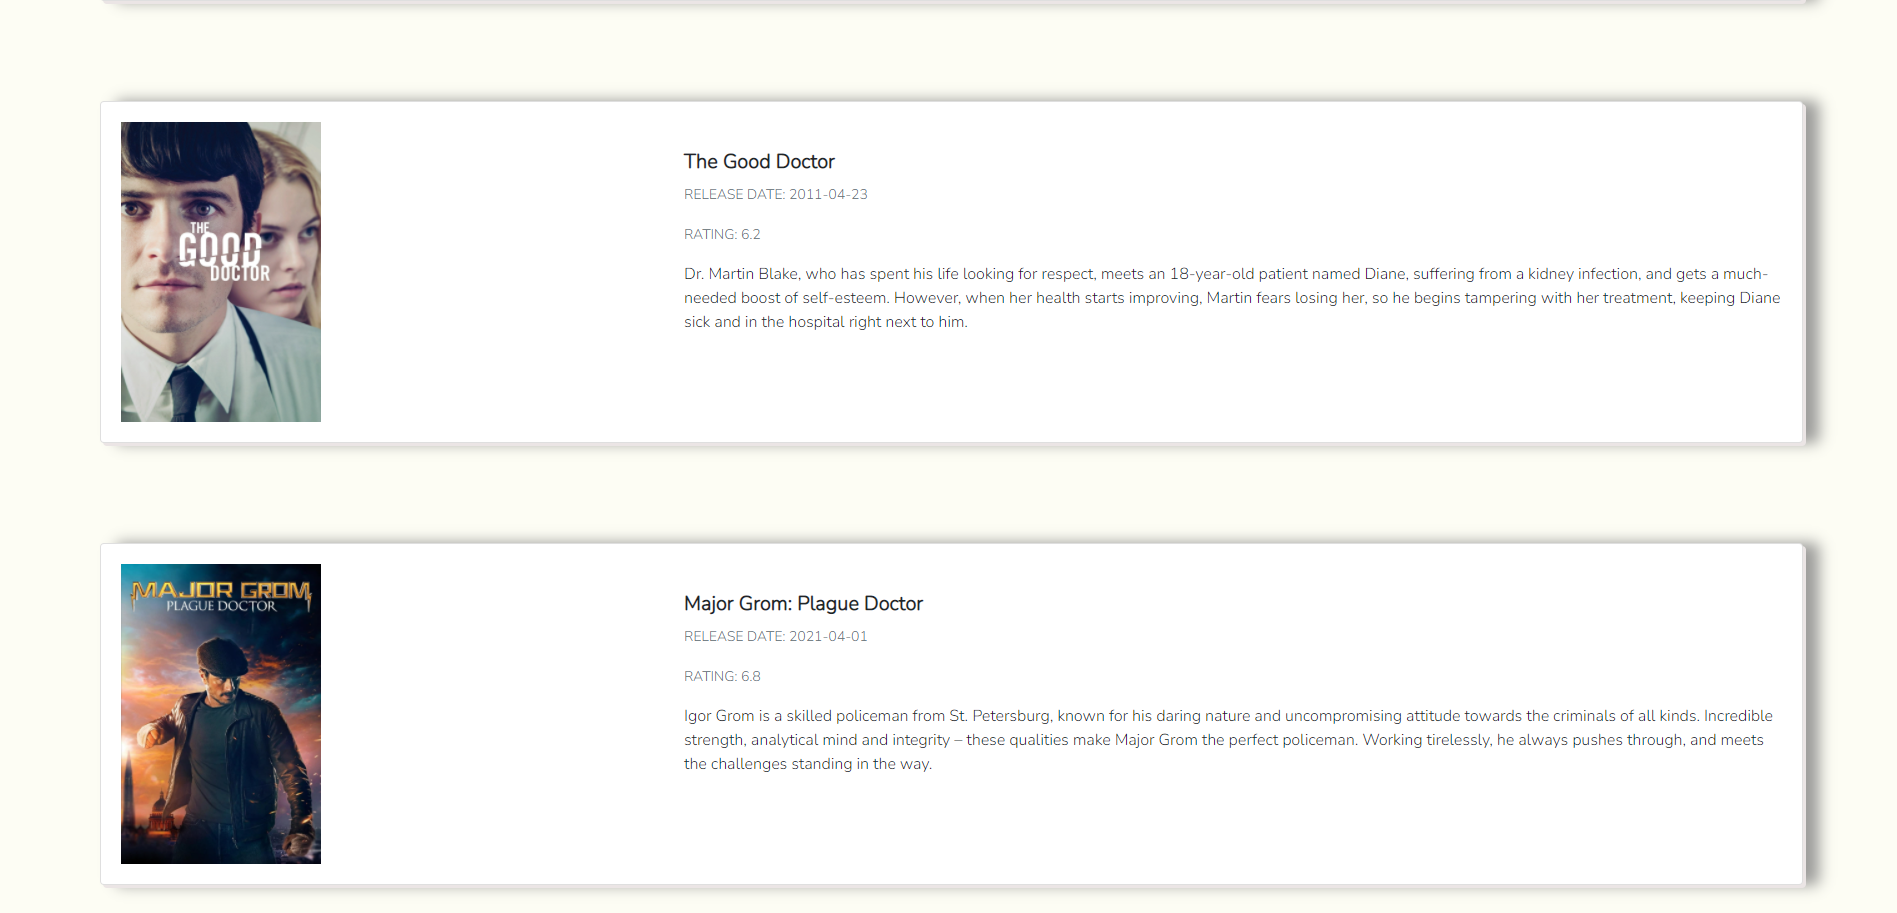 THE
GOOD
DOCTOR
The Good Doctor
RELEASE DATE: 2011-04-23
RATING: 6.2
Dr. Martin Blake, who has spent his life looking for respect, meets an 18-year-old patient named Diane, suffering from a kidney infection, and gets a much-
needed boost of self-esteem. However, when her health starts improving, Martin fears losing her, so he begins tampering with her treatment, keeping Diane
sick and in the hospital right next to him.
MAJOR GROM
PLAGUE DOCTOR
Major Grom: Plague Doctor
RELEASE DATE: 2021-04-01
RATING: 6.8
Igor Grom is a skilled policeman from St. Petersburg, known for his daring nature and uncompromising attitude towards the criminals of all kinds. Incredible
strength, analytical mind and integrity – these qualities make Major Grom the perfect policeman. Working tirelessly, he always pushes through, and meets
the challenges standing in the way.